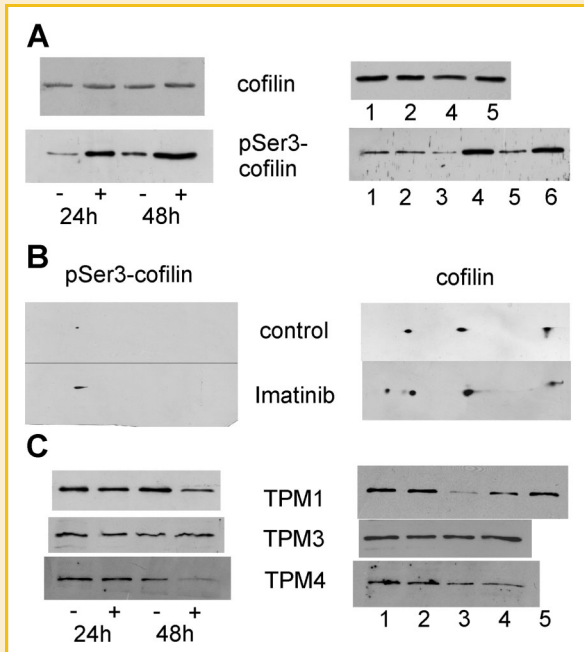 A
cofilin
1 2 4 5
pSer3-
cofilin
- + - +
24h 48h
1 2 3 4 5 6
B
pSer3-cofilin
cofilin
control
Imatinib
C
TPM1
TPM3
TPM4
- + - +
24h 48h
1 2 3 4 5